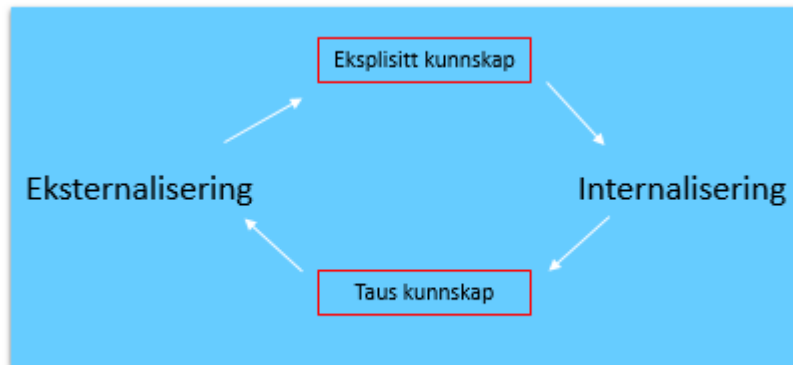 Eksplisitt kunnskap
Eksternalisering
Internalisering
Taus kunnskap